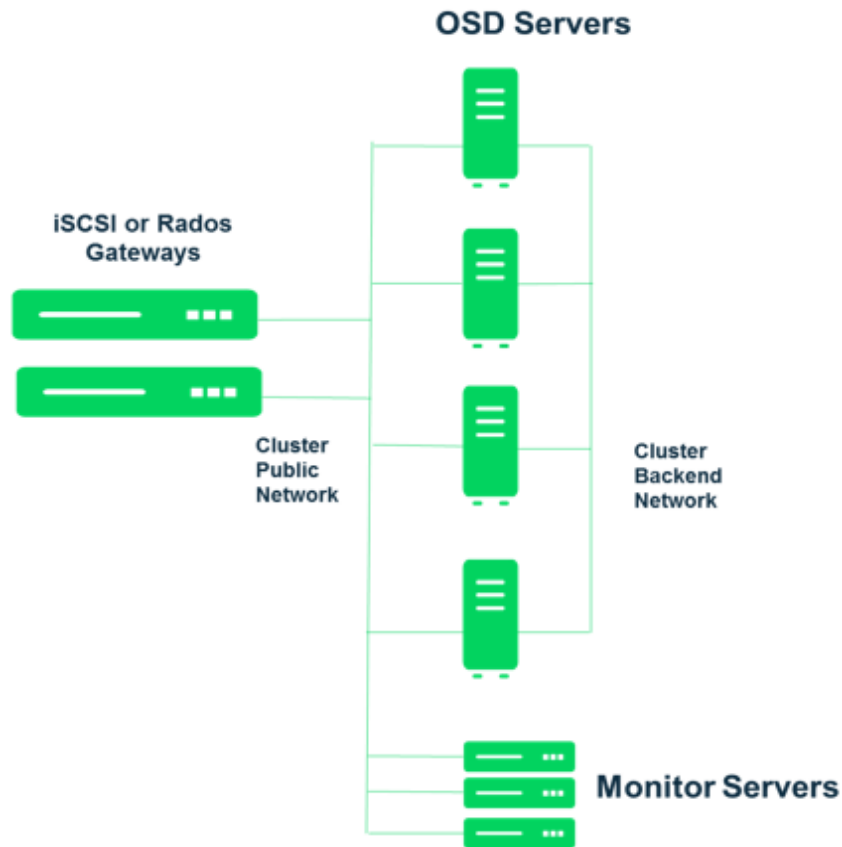 OSD Servers
iSCSI or Rados
Gateways
Cluster
Public
Network
Cluster
Backend
Network
Monitor Servers